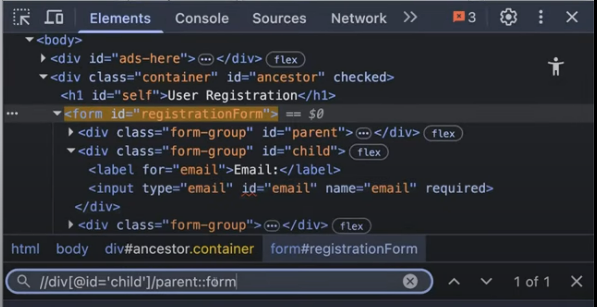 Elements Console Sources Network 3
<body>
<div id="ads-here"> </div> flex
<div class="container" id="ancestor" checked>
<h1 id="self">User Registration</h1>
... <form id="registrationForm"> == $0
<div class="form-group" id="parent"> </div> flex
<div class="form-group" id="child"> flex
<label for="email">Email:</label>
<input type="email" id="email" name="email" required>
</div>
<div class="form-group"> </div> flex
html body div#ancestor.container form#registrationForm
//div[@id='child']/parent::form 1 of 1